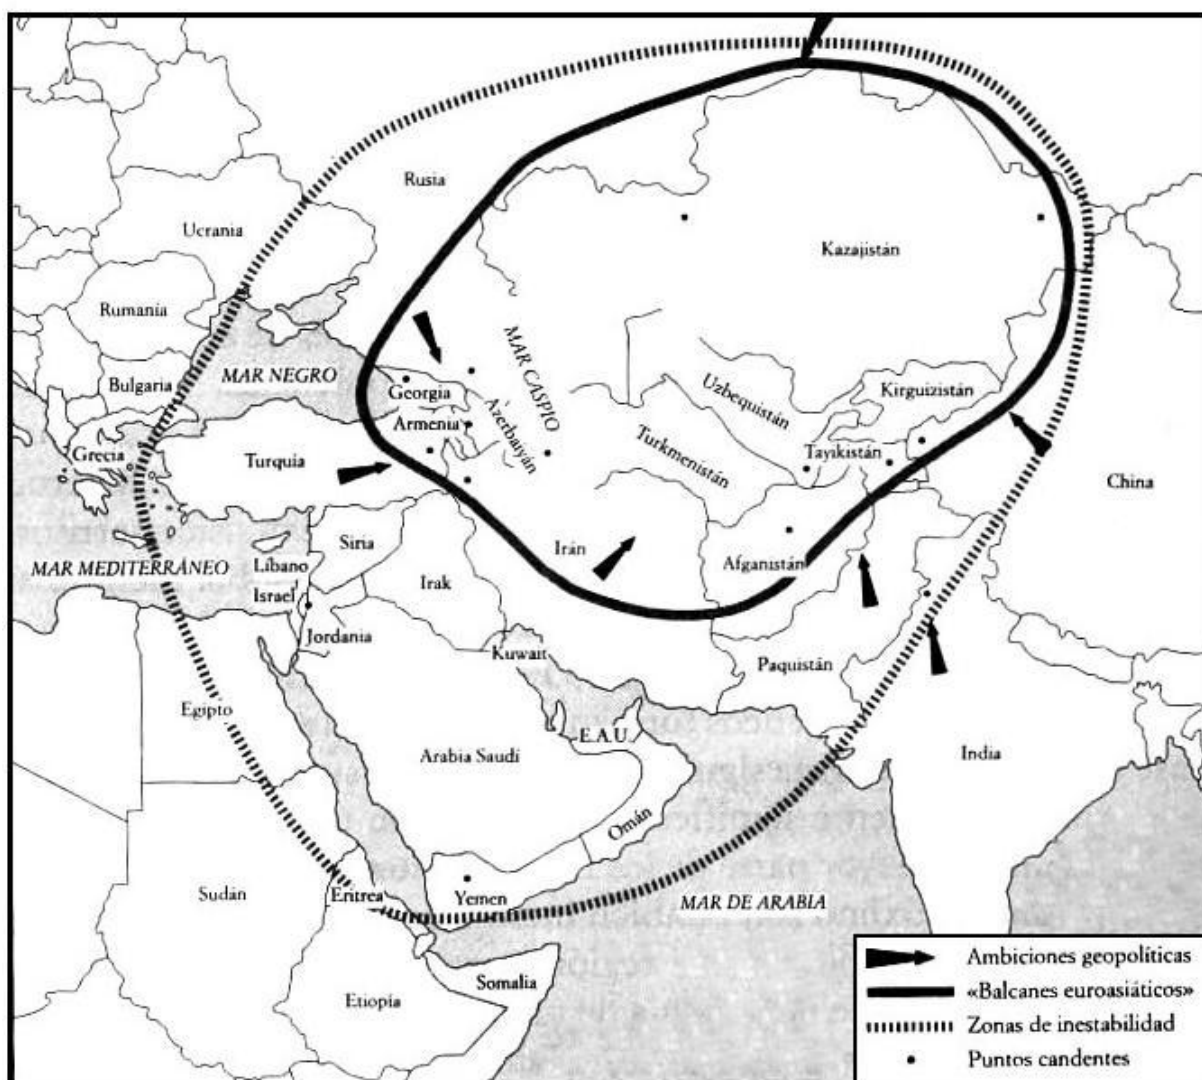 Rusia
Kazajistán
Ucrania
Rumanía
MAR NEGRO
MAR CASPIO
Bulgaria
Georgia
Uzbequistán
Kirguizistán
Armenia
Azerbaiyán
Grecia
Turquía
Turkmenistán
Tayikistán
China
Siria
Irán
Afganistán
MAR MEDITERRÁNEO
Líbano
Irak
Israel
Jordania
Kuwait
Paquistán
Egipto
E.A.U.
Arabia Saudí
India
Omán
Sudán
Eritrea
Yemen
MAR DE ARABIA
Somalia
Etiopía
Ambiciones geopolíticas
«Balcanes euroasiáticos»
Zonas de inestabilidad
Puntos candentes